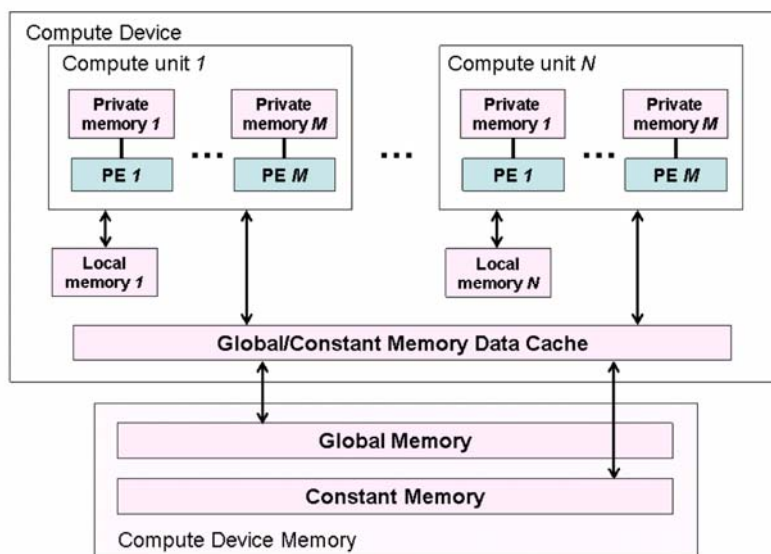 Compute Device
Compute unit 1
Compute unit N
Private
memory 1
Private
memory M
Private
memory 1
Private
memory M
...
...
...
PE 1
PE M
PE 1
PE M
Local
memory 1
Local
memory N
Global/Constant Memory Data Cache
Global Memory
Constant Memory
Compute Device Memory